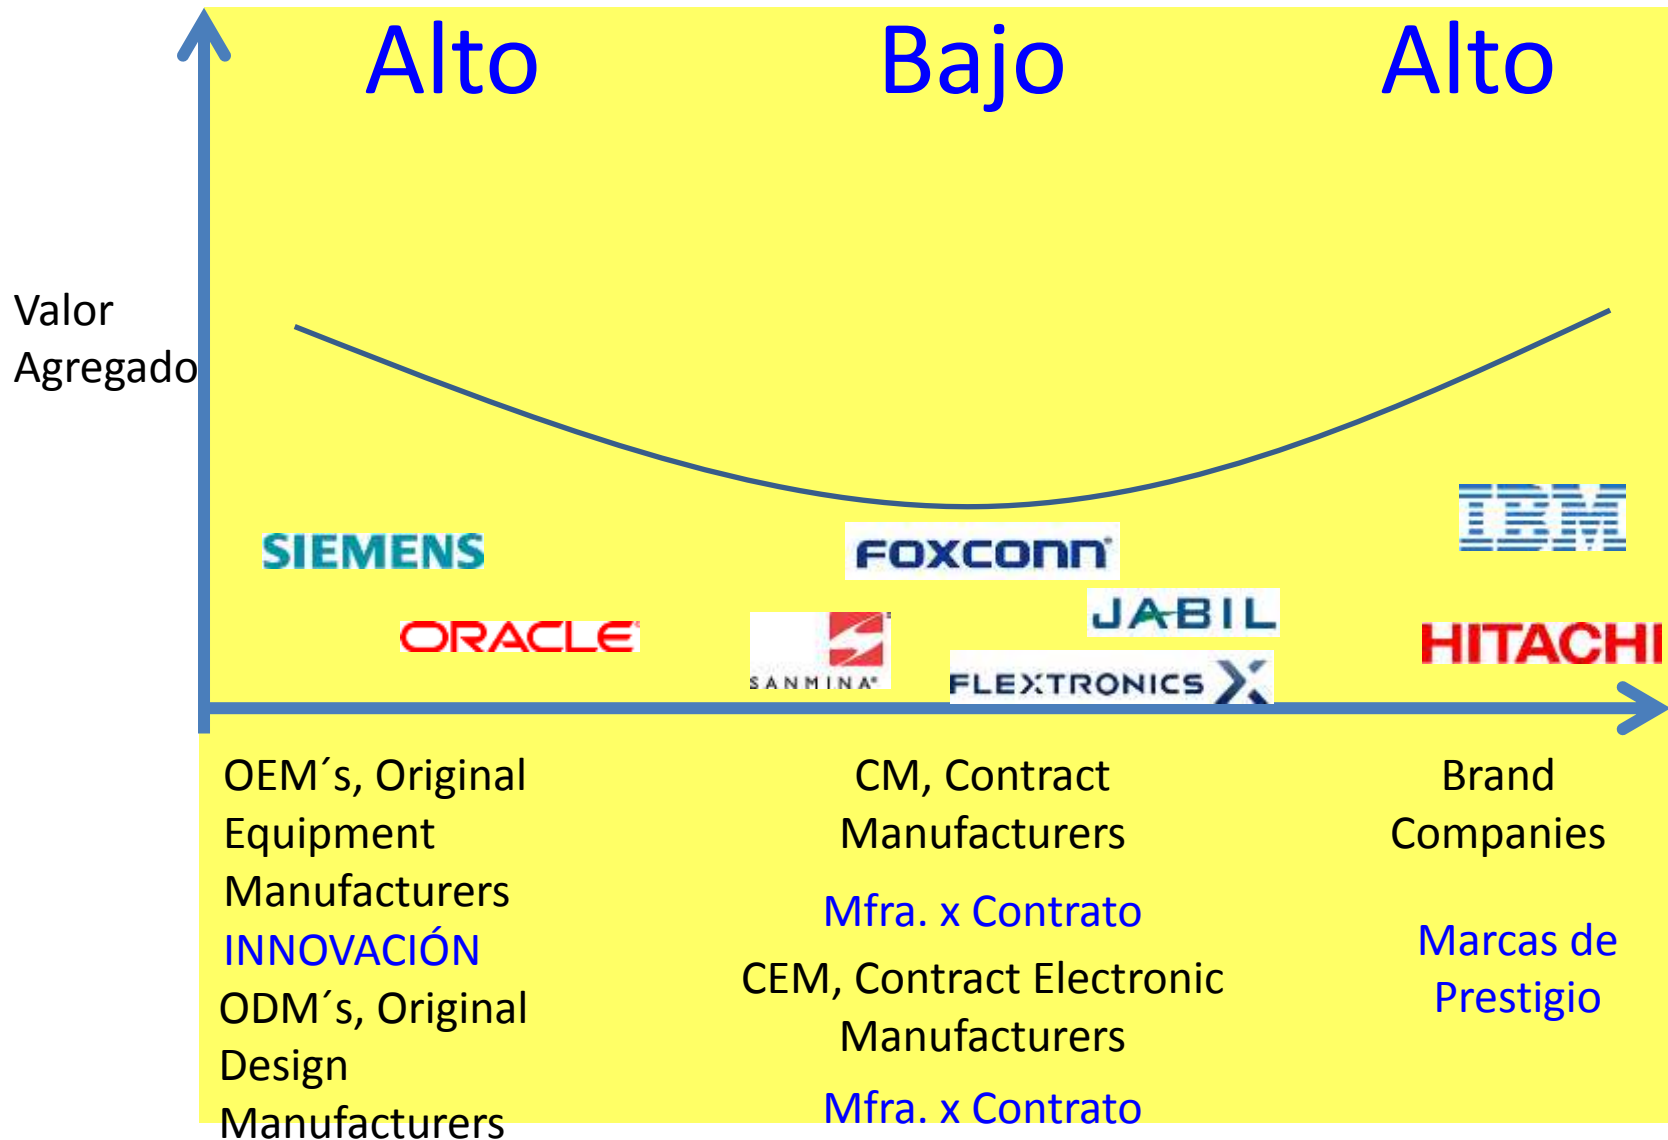 Alto
Bajo
Alto
Valor
Agregado
SIEMENS
ORACLE
FOXCONN
SANMINA
JABIL
FLEXTRONICS
IBM
HITACHI
OEM´s, Original
Equipment
Manufacturers
INNOVACIÓN
ODM´s, Original
Design
Manufacturers
CM, Contract
Manufacturers
Mfra. x Contrato
CEM, Contract Electronic
Manufacturers
Mfra. x Contrato
Brand
Companies
Marcas de
Prestigio